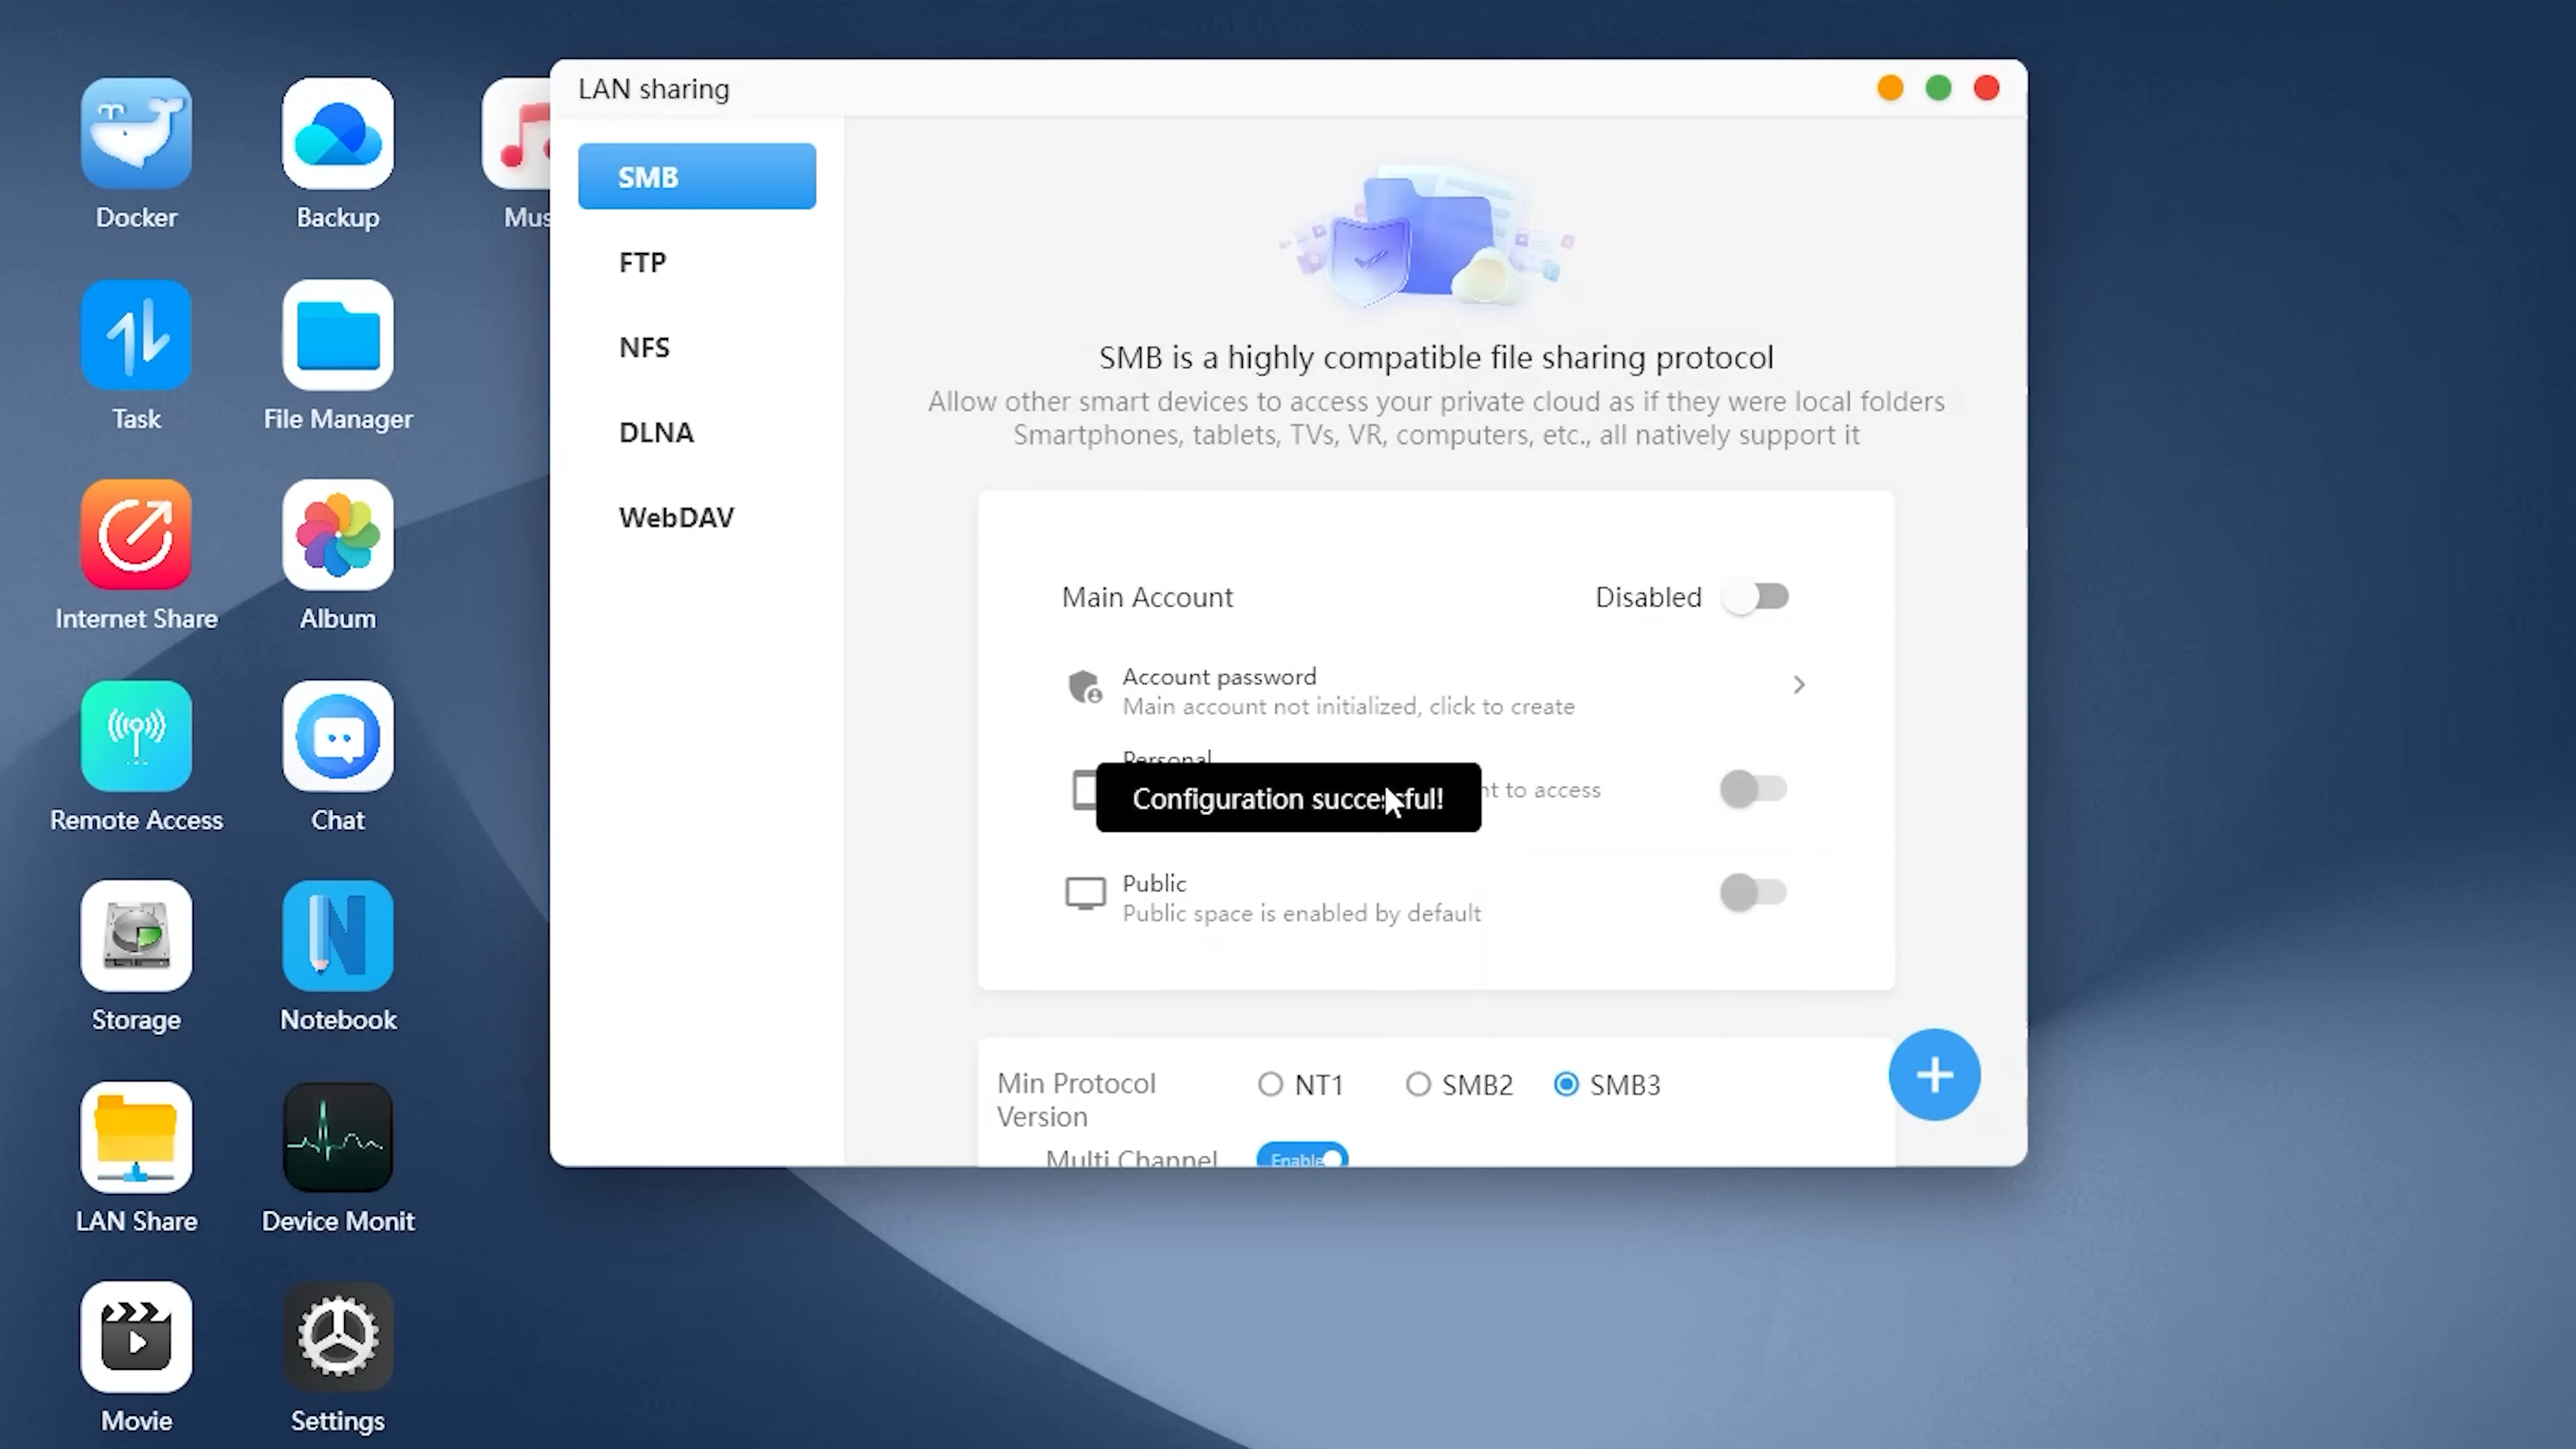 LAN sharing
Docker
Backup
Mus
Task
File Manager
Internet Share
Album
Remote Access
Chat
Storage
Notebook
LAN Share
Device Monit
Movie
Settings
SMB
FTP
NFS
DLNA
WebDAV
SMB is a highly compatible file sharing protocol
Allow other smart devices to access your private cloud as if they were local folders
Smartphones, tablets, TVs, VR, computers, etc., all natively support it
Main Account
Disabled
Account password
Main account not initialized, click to create
Personal
to access
Configuration successful!
Public
Public space is enabled by default
Min Protocol
Version
NT1
SMB2
SMB3
Multi Channel
Enable